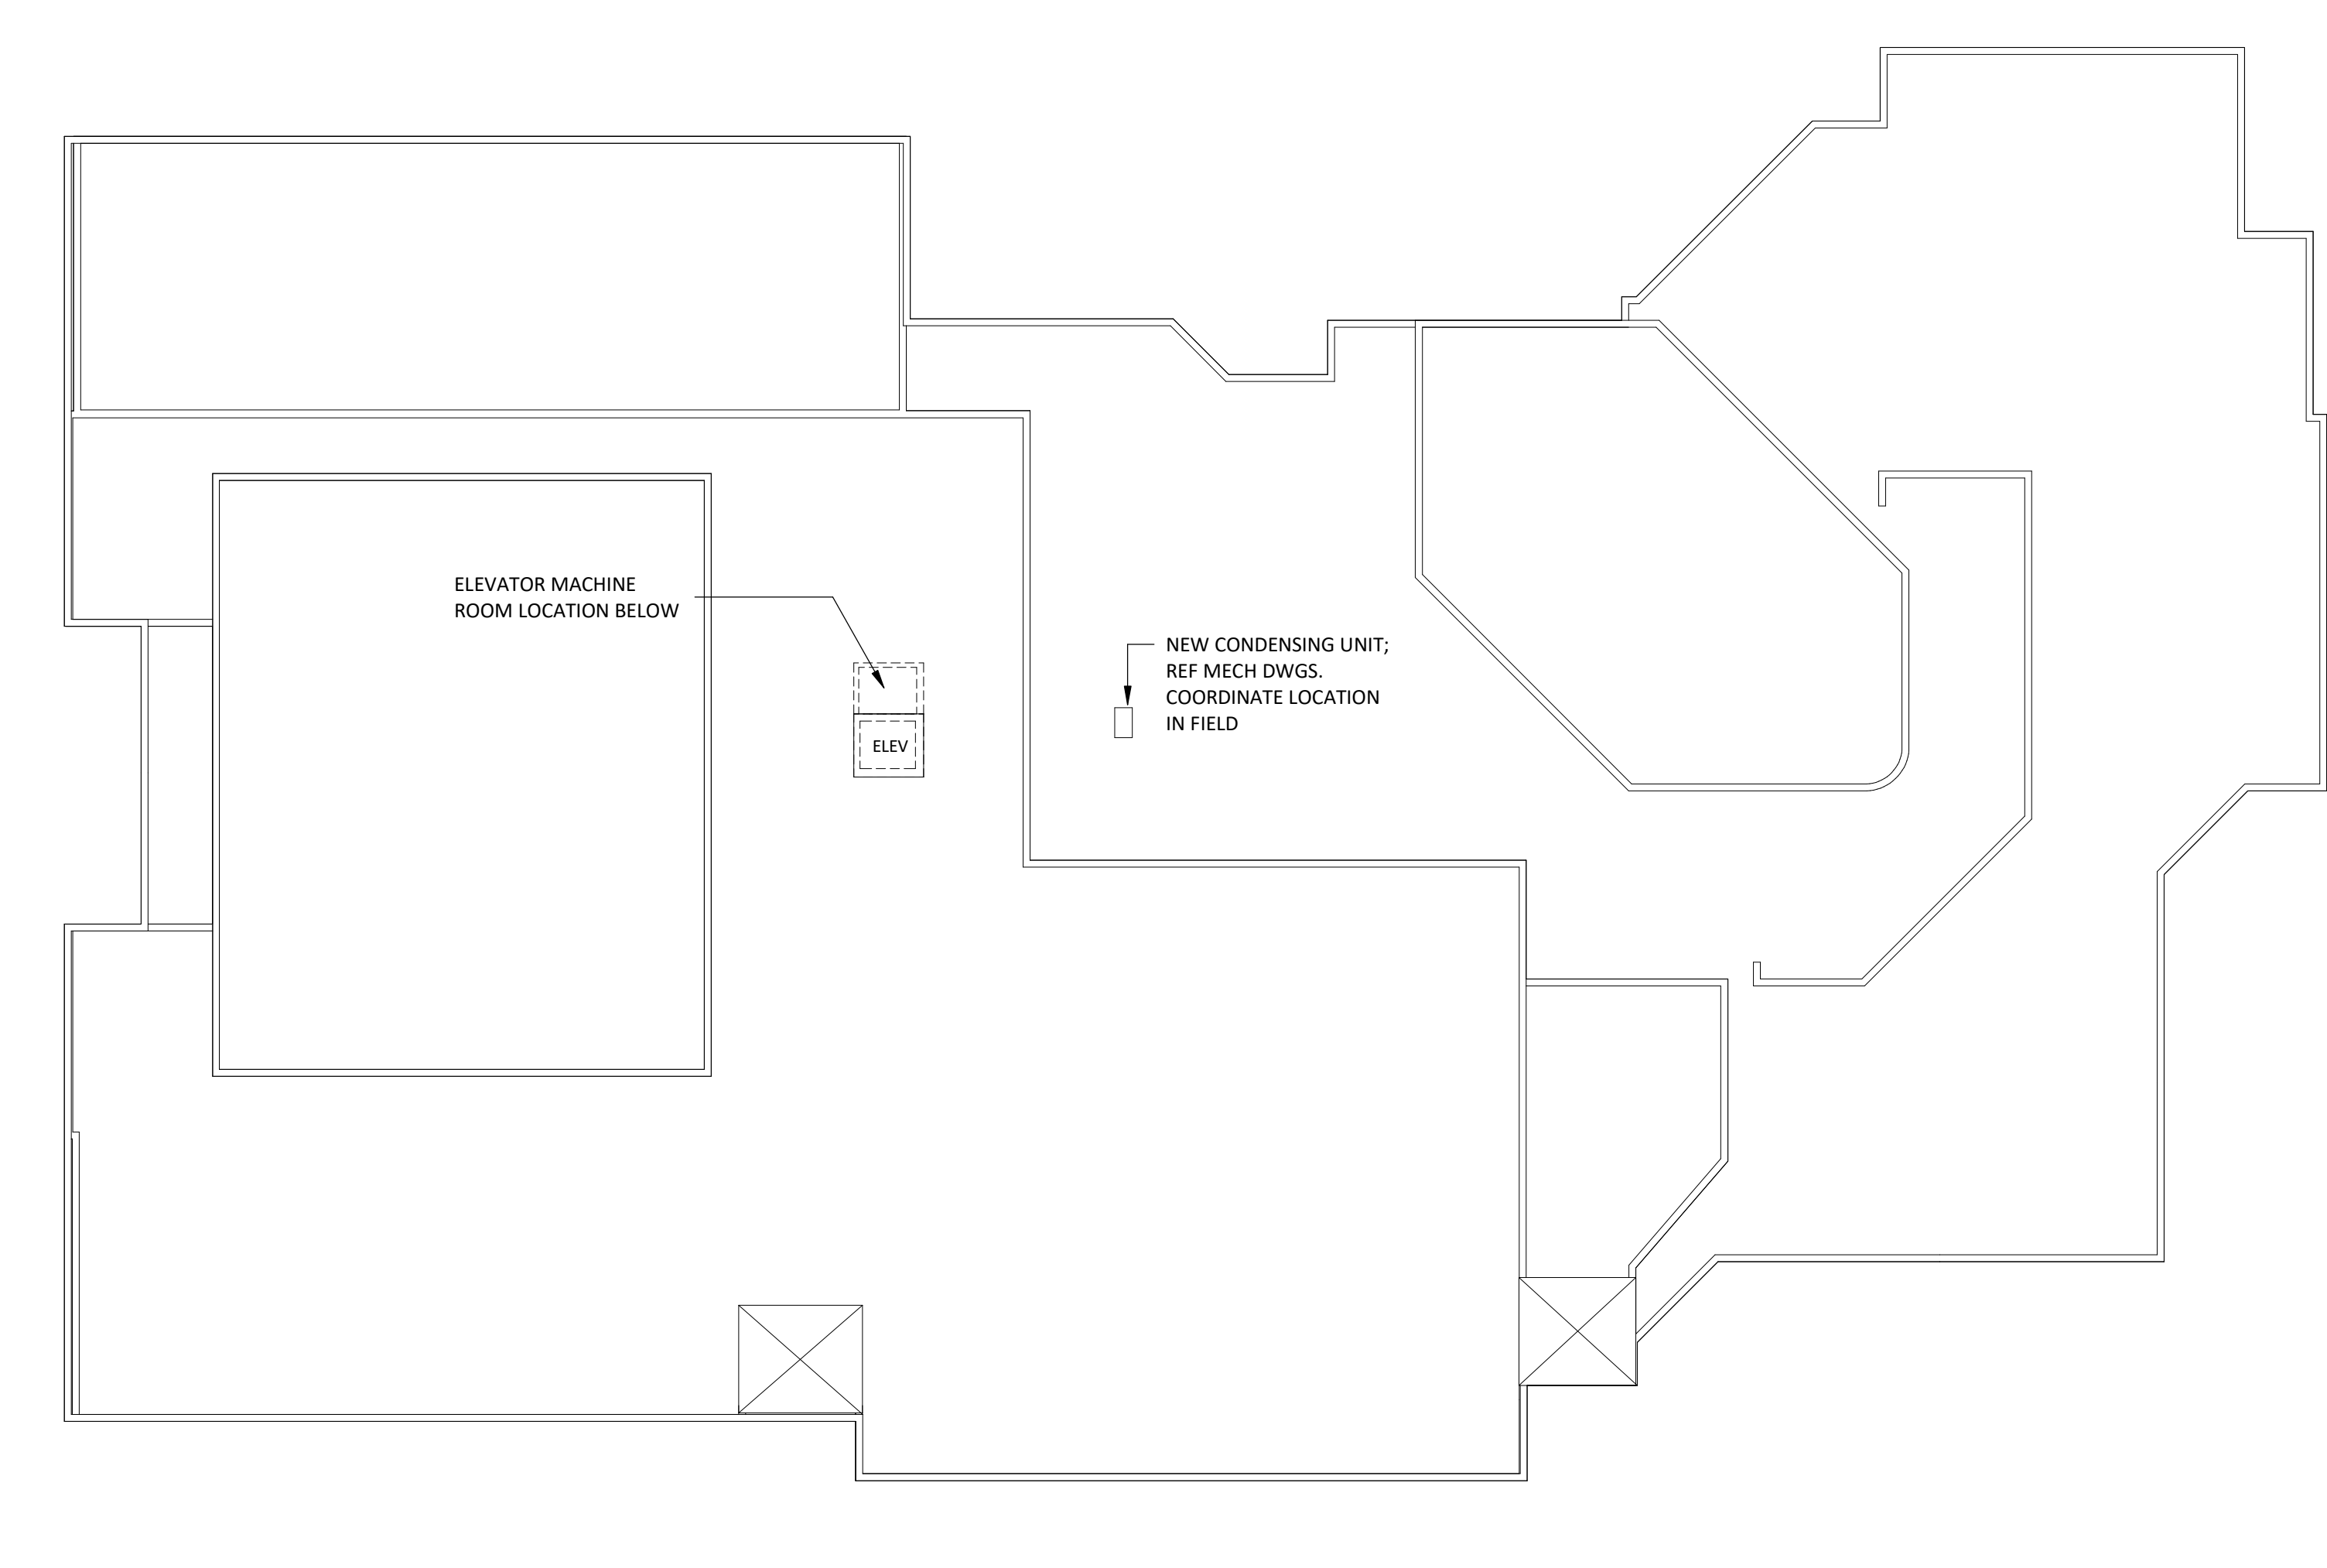 ELEVATOR MACHINE
ROOM LOCATION BELOW
NEW CONDENSING UNIT;
REF MECH DWGS.
COORDINATE LOCATION
IN FIELD
ELEV